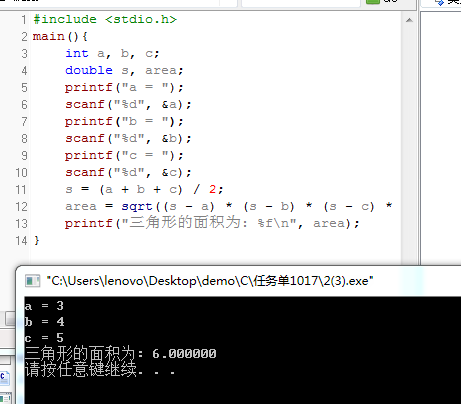 1 #include <stdio.h>
2 main(){
3 int a, b, c;
4 double s, area;
5 printf("a = ");
6 scanf("%d", &a);
7 printf("b = ");
8 scanf("%d", &b);
9 printf("c = ");
10 scanf("%d", &c);
11 s = (a + b + c) / 2;
12 area = sqrt((s - a) * (s - b) * (s - c) *
13 printf("三角形的面积为: %f\n", area);
14 }
"C:\Users\lenovo\Desktop\demo\C\任务单1017\2(3).exe"
a = 3
b = 4
c = 5
三角形的面积为: 6.000000
请按任意键继续. . .